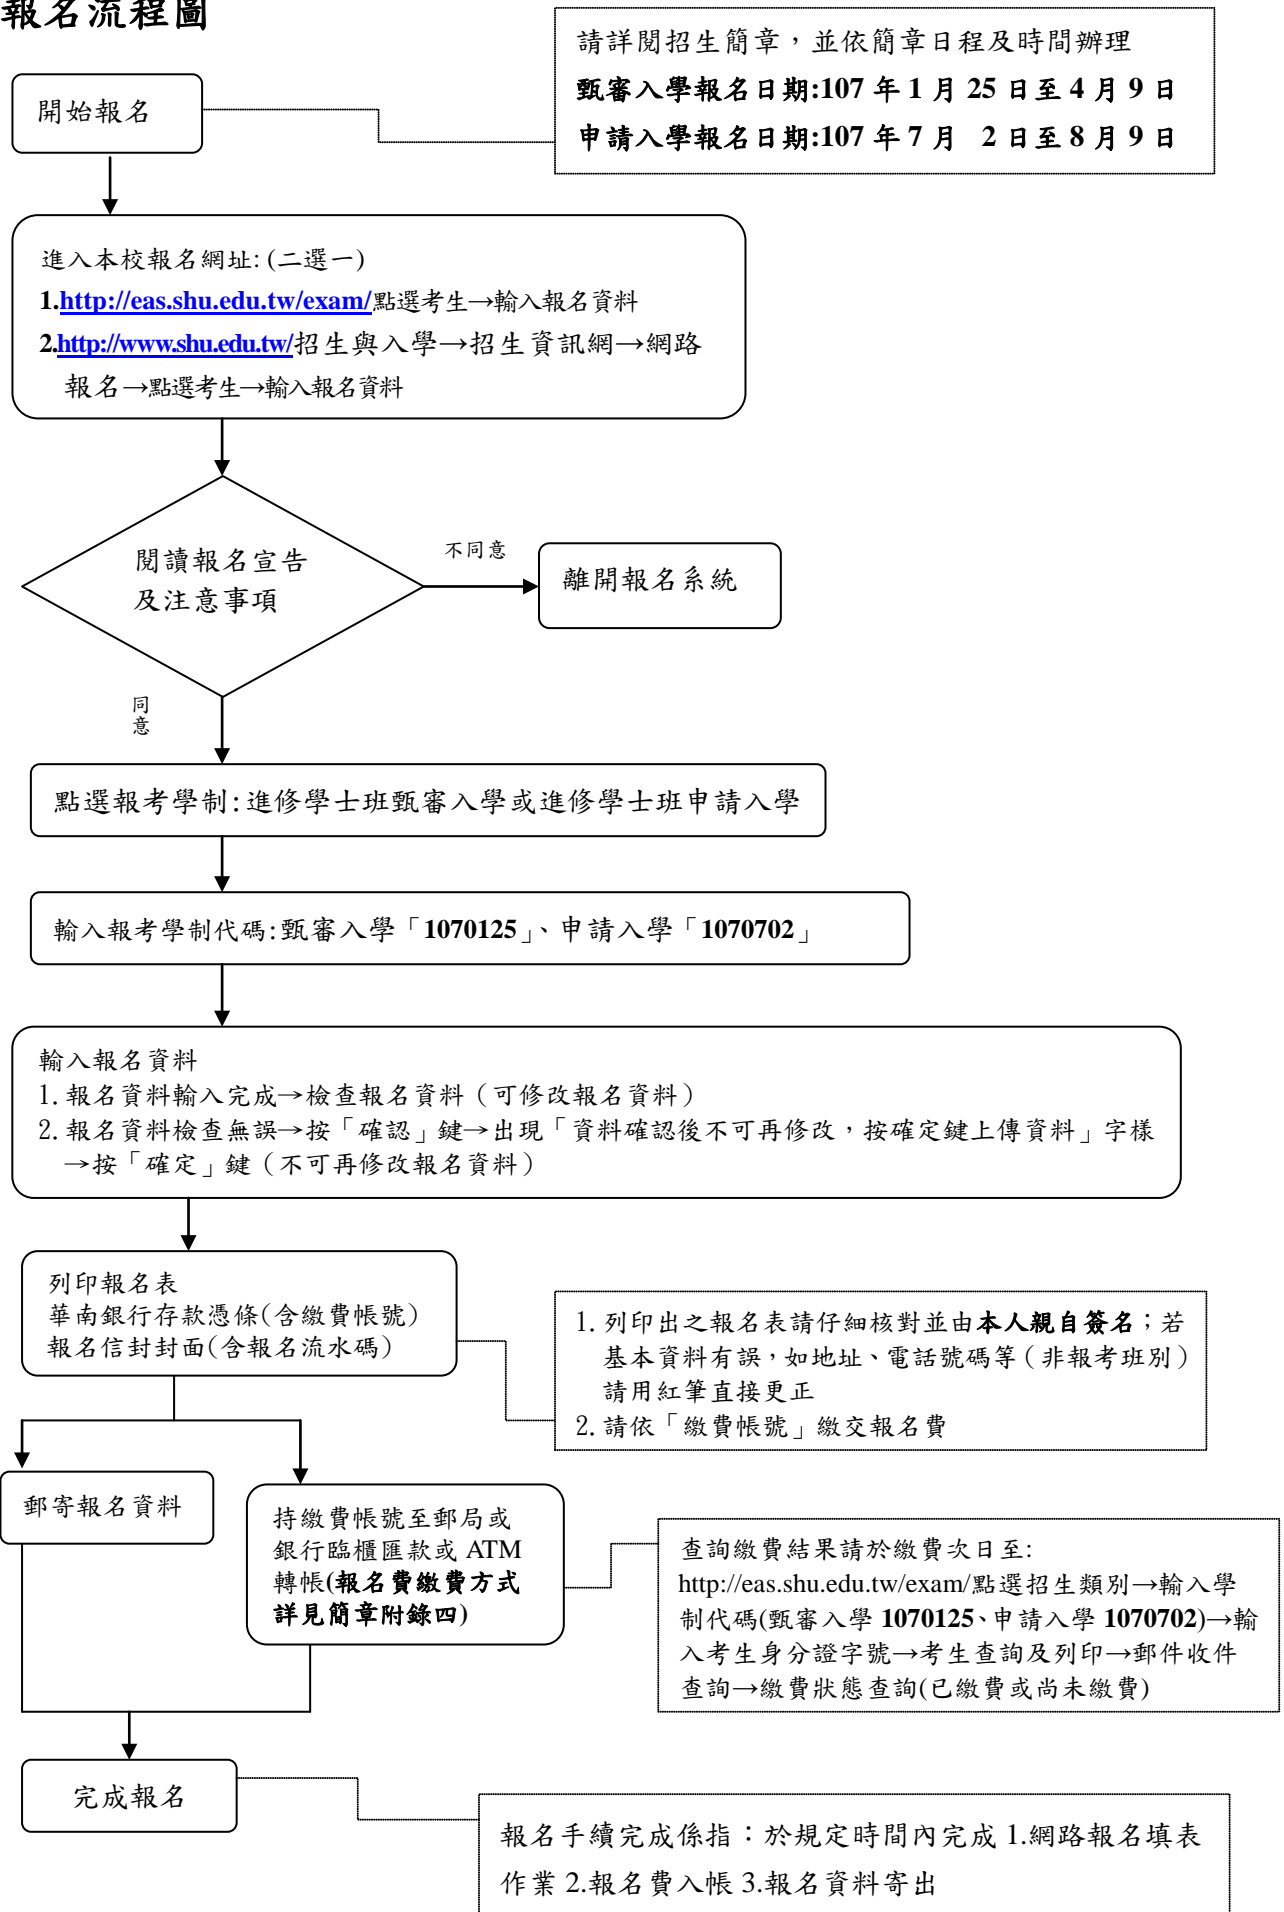 報名流程圖
請詳閱招生簡章，並依簡章日程及時間辦理
甄審入學報名日期:107 年 1 月 25 日至 4 月 9 日
申請入學報名日期:107 年 7 月 2 日至 8 月 9 日
開始報名
進入本校報名網址:(二選一)
1.http://eas.shu.edu.tw/exam/點選考生→輸入報名資料
2.http://www.shu.edu.tw/招生與入學→招生資訊網→網路
報名→點選考生→輸入報名資料
閱讀報名宣告
及注意事項
不同意
離開報名系統
同
意
點選報考學制:進修學士班甄審入學或進修學士班申請入學
輸入報考學制代碼:甄審入學「1070125」、申請入學「1070702」
輸入報名資料
1.報名資料輸入完成→檢查報名資料（可修改報名資料）
2.報名資料檢查無誤→按「確認」鍵→出現「資料確認後不可再修改，按確定鍵上傳資料」字樣
→按「確定」鍵（不可再修改報名資料）
列印報名表
華南銀行存款憑條(含繳費帳號)
報名信封封面(含報名流水碼)
1.列印出之報名表請仔細核對並由本人親自簽名；若
基本資料有誤，如地址、電話號碼等（非報考班別）
請用紅筆直接更正
2.請依「繳費帳號」繳交報名費
郵寄報名資料
持繳費帳號至郵局或
銀行臨櫃匯款或 ATM
轉帳(報名費繳費方式
詳見簡章附錄四)
查詢繳費結果請於繳費次日至:
http://eas.shu.edu.tw/exam/點選招生類別→輸入學
制代碼(甄審入學 1070125、申請入學 1070702)→輸
入考生身分證字號→考生查詢及列印→郵件收件
查詢→繳費狀態查詢(已繳費或尚未繳費)
完成報名
報名手續完成係指：於規定時間內完成 1.網路報名填表
作業 2.報名費入帳 3.報名資料寄出